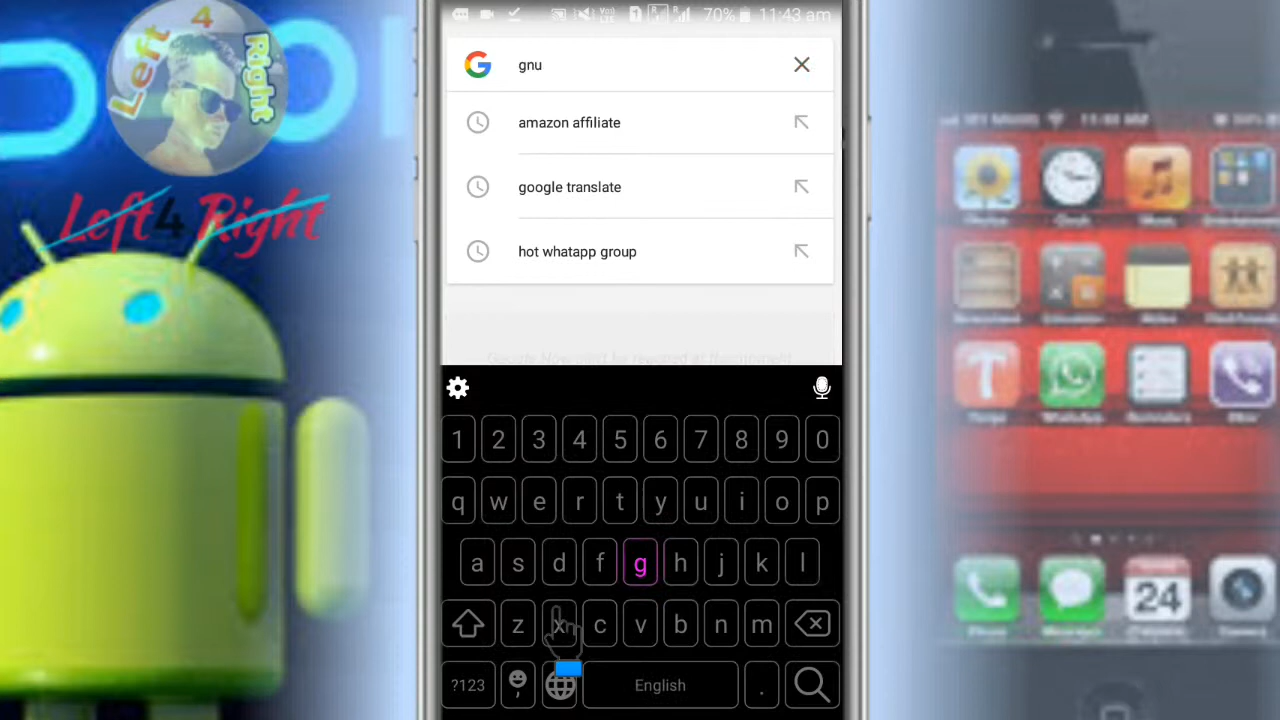 4
Left
Right
Left 4 Right
70% 11:43 am
gnu
amazon affiliate
google translate
hot whatapp group
1 2 3 4 5 6 7 8 9 0
q w e r t y u i o p
a s d f g h j k l
z x c v b n m
?123 , English .
24